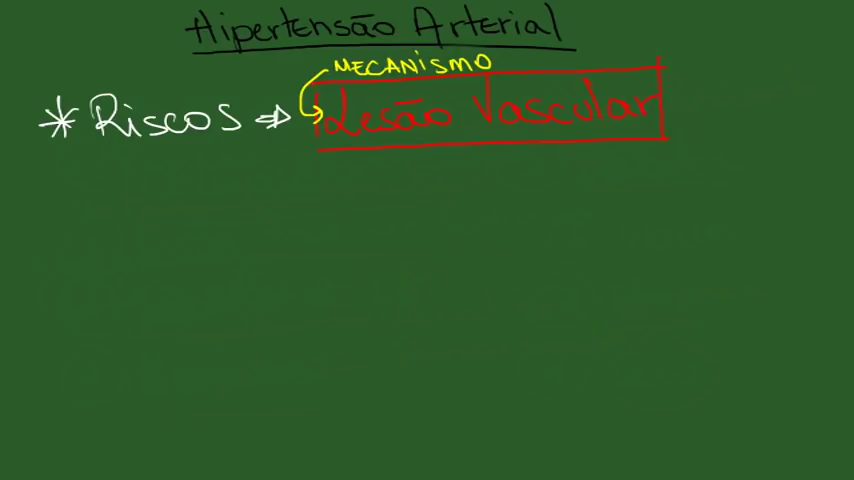 Hipertensão Arterial
MECANISMO
* Riscos ⇒ Lesão Vascular